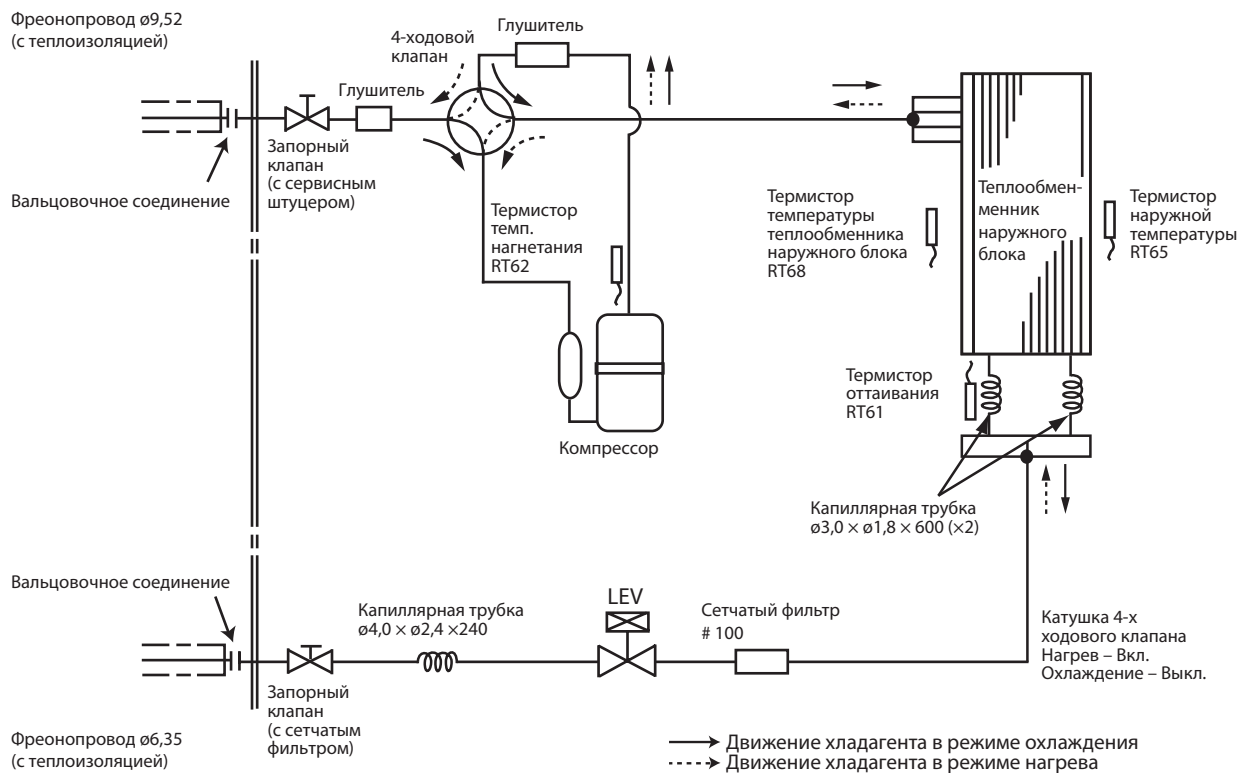 Фреонопровод ø9,52
(с теплоизоляцией)
4-ходовой
клапан
Глушитель
Глушитель
Запорный
клапан
(с сервисным
штуцером)
Вальцовочное соединение
Термистор
темп.
нагнетания
RT62
Термистор
температуры
теплообменника
наружного блока
RT68
Теплообмен-
менник
наружного
блока
Термистор
наружной
температуры
RT65
Термистор
оттаивания
RT61
Компрессор
Капиллярная трубка
ø3,0 × ø1,8 × 600 (×2)
Вальцовочное соединение
Капиллярная трубка
ø4,0 × ø2,4 ×240
LEV
Сетчатый фильтр
# 100
Катушка 4-х
ходового клапана
Нагрев – Вкл.
Охлаждение – Выкл.
Запорный
клапан
(с сетчатым
фильтром)
Фреонопровод ø6,35
(с теплоизоляцией)
Движение хладагента в режиме охлаждения
Движение хладагента в режиме нагрева